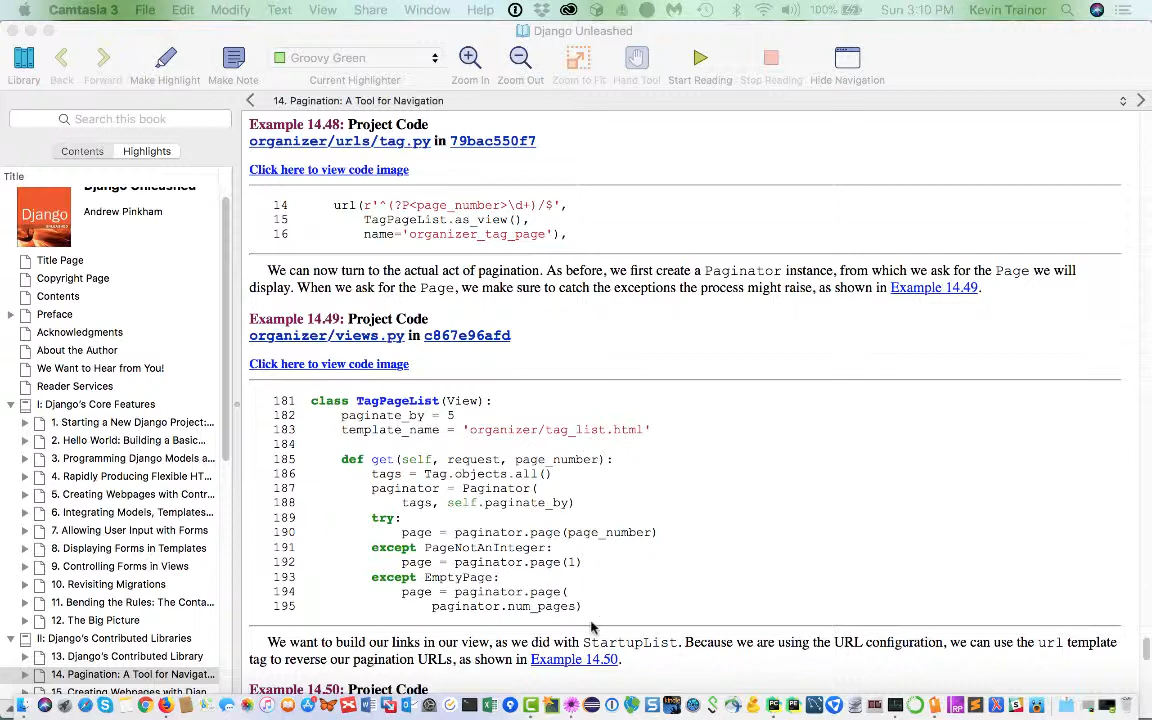 Camtasia 3 File Edit Modify Text View Share Window Help 100% Sun 3:10 PM Kevin Trainor
Django Unleashed
Groovy Green
Library Back Forward Make Highlight Make Note Current Highlighter Zoom In Zoom Out Zoom to Fit Hand Tool Start Reading Stop Reading Hide Navigation
14. Pagination: A Tool for Navigation
Search this book
Contents Highlights
Title
Django Unleashed
Andrew Pinkham
Django
Title Page
Copyright Page
Contents
Preface
Acknowledgments
About the Author
We Want to Hear from You!
Reader Services
I: Django's Core Features
1. Starting a New Django Project:...
2. Hello World: Building a Basic...
3. Programming Django Models a...
4. Rapidly Producing Flexible HT...
5. Creating Webpages with Contr...
6. Integrating Models, Templates...
7. Allowing User Input with Forms
8. Displaying Forms in Templates
9. Controlling Forms in Views
10. Revisiting Migrations
11. Bending the Rules: The Conta...
12. The Big Picture
II: Django's Contributed Libraries
13. Django's Contributed Library
14. Pagination: A Tool for Navigat...
15. Creating Webpages with Djan...
Example 14.48: Project Code
organizer/urls/tag.py in 79bac550f7
Click here to view code image
14 url(r'^(?P<page_number>\d+)/$',
15 TagPageList.as_view(),
16 name='organizer_tag_page'),
We can now turn to the actual act of pagination. As before, we first create a Paginator instance, from which we ask for the Page we will
display. When we ask for the Page, we make sure to catch the exceptions the process might raise, as shown in Example 14.49.
Example 14.49: Project Code
organizer/views.py in c867e96afd
Click here to view code image
181 class TagPageList(View):
182 paginate_by = 5
183 template_name = 'organizer/tag_list.html'
184
185 def get(self, request, page_number):
186 tags = Tag.objects.all()
187 paginator = Paginator(
188 tags, self.paginate_by)
189 try:
190 page = paginator.page(page_number)
191 except PageNotAnInteger:
192 page = paginator.page(1)
193 except EmptyPage:
194 page = paginator.page(
195 paginator.num_pages)
We want to build our links in our view, as we did with StartupList. Because we are using the URL configuration, we can use the url template
tag to reverse our pagination URLs, as shown in Example 14.50.
Example 14.50: Project Code